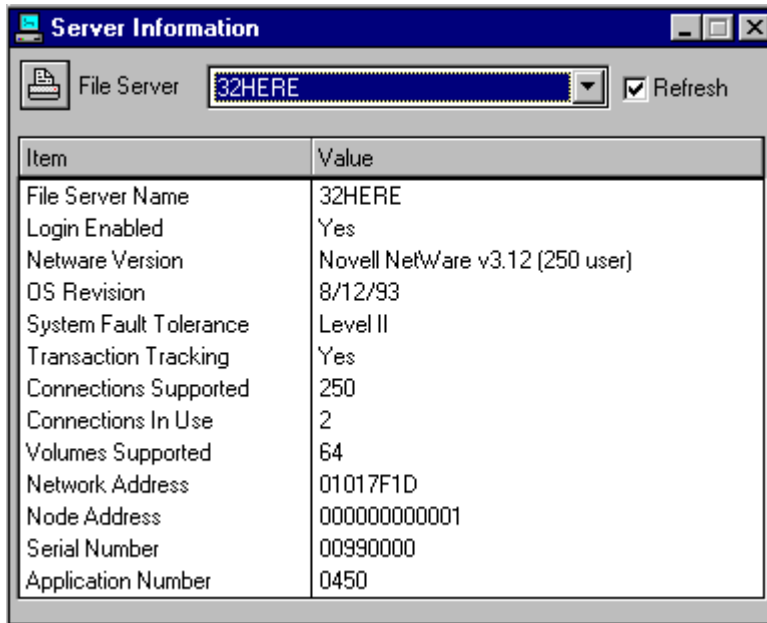 Server Information
File Server 32HERE Refresh
Item Value
File Server Name 32HERE
Login Enabled Yes
Netware Version Novell NetWare v3.12 (250 user)
OS Revision 8/12/93
System Fault Tolerance Level II
Transaction Tracking Yes
Connections Supported 250
Connections In Use 2
Volumes Supported 64
Network Address 01017F1D
Node Address 000000000001
Serial Number 00990000
Application Number 0450